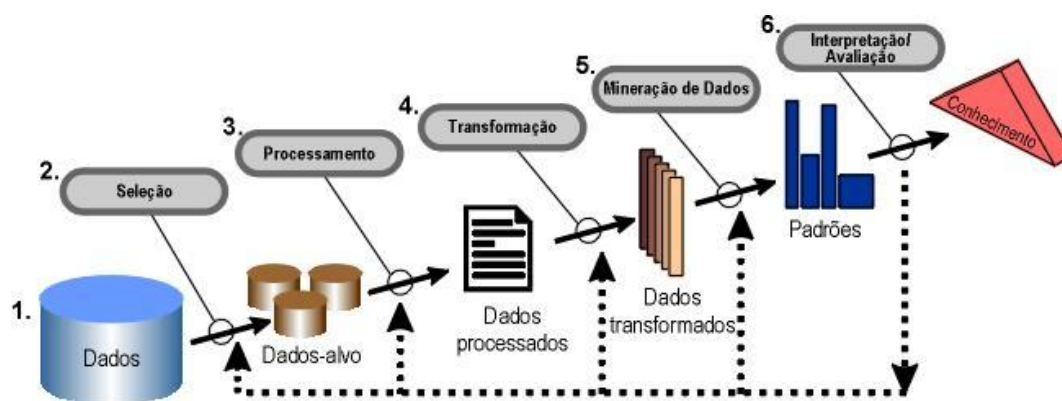 1.
Dados
2.
Seleção
Dados-alvo
3.
Processamento
Dados
processados
4.
Transformação
Dados
transformados
5.
Mineração de Dados
Padrões
6.
Interpretação/
Avaliação
Conhecimento